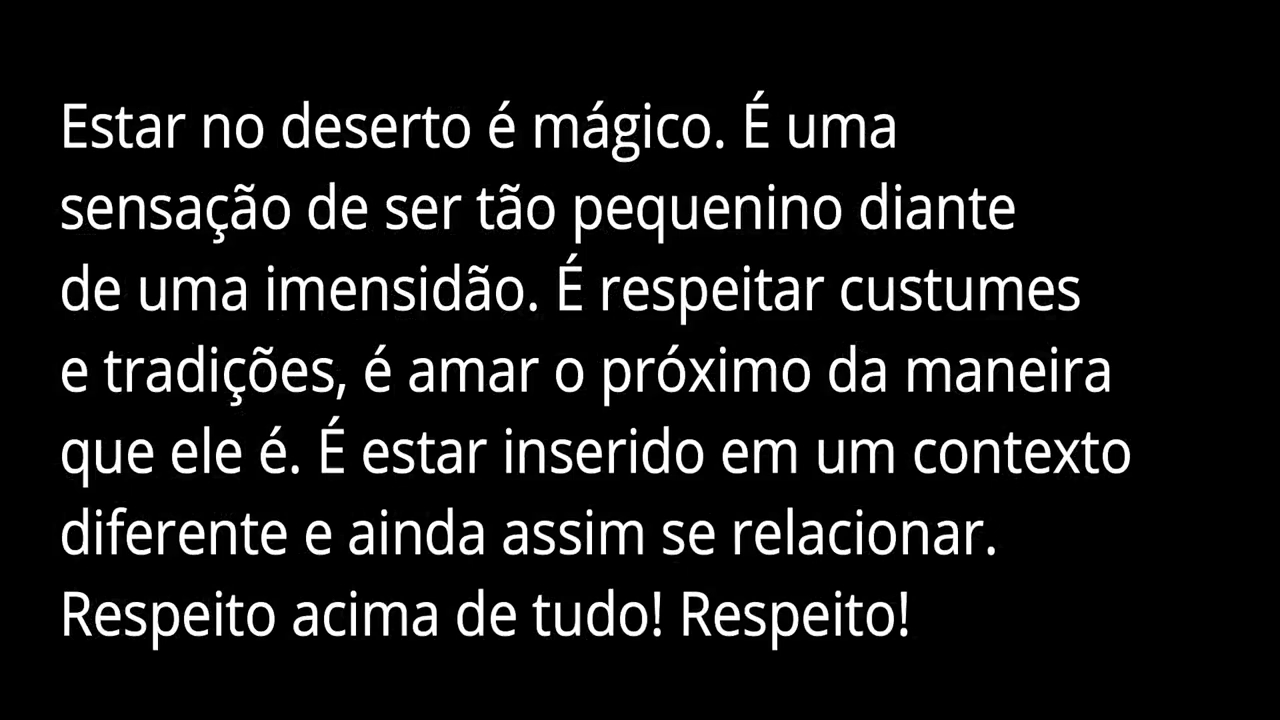 Estar no deserto é mágico. É uma
sensação de ser tão pequenino diante
de uma imensidão. É respeitar custumes
e tradições, é amar o próximo da maneira
que ele é. É estar inserido em um contexto
diferente e ainda assim se relacionar.
Respeito acima de tudo! Respeito!